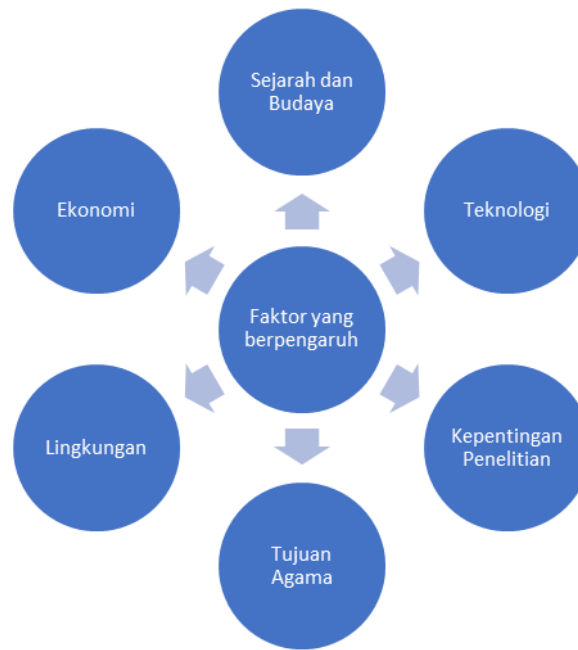 Sejarah dan
Budaya
Ekonomi
Teknologi
Faktor yang
berpengaruh
Lingkungan
Kepentingan
Penelitian
Tujuan
Agama